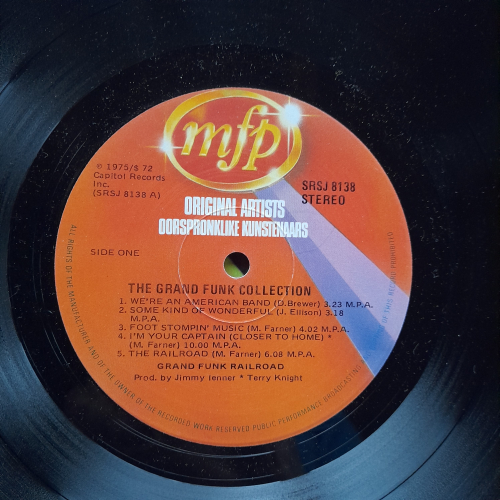 mfp
℗ 1975/$ 72
Capitol Records
Inc.
(SRSJ 8138 A)
SRSJ 8138
STEREO
ORIGINAL ARTISTS
OORSPRONKLIKE KUNSTENAARS
SIDE ONE
THE GRAND FUNK COLLECTION
1. WE'RE AN AMERICAN BAND (D.Brewer) 3.23 M.P.A.
2. SOME KIND OF WONDERFUL (J. Ellison) 3.18
M.P.A.
3. FOOT STOMPIN' MUSIC (M. Farner) 4.02 M.P.A.
4. I'M YOUR CAPTAIN (CLOSER TO HOME) *
(M. Farner) 10.00 M.P.A.
5. THE RAILROAD (M. Farner) 6.08 M.P.A.
GRAND FUNK RAILROAD
Prod. by Jimmy Ienner * Terry Knight
ALL RIGHTS OF THE MANUFACTURER AND OF THE OWNER OF THE RECORDED WORK RESERVED PUBLIC PERFORMANCE BROADCASTING OF THIS RECORD PROHIBITED